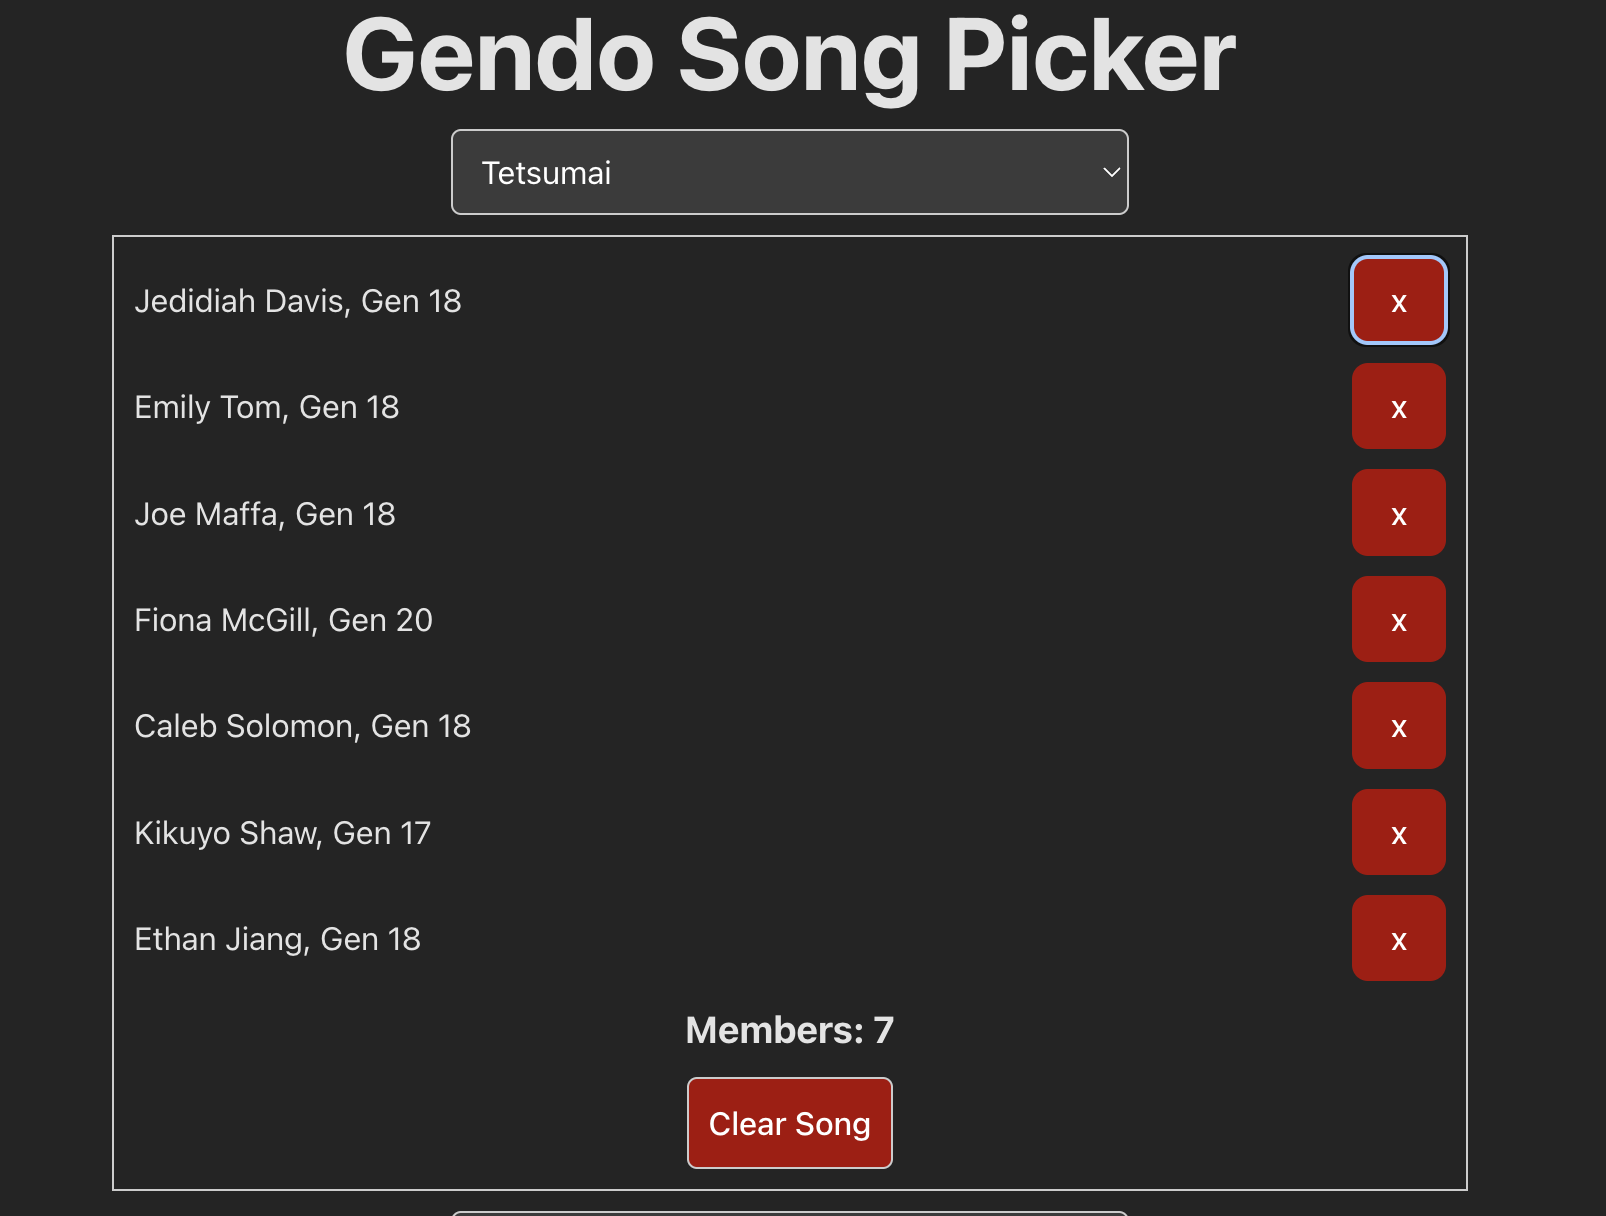 Gendo Song Picker
Tetsumai
Jedidiah Davis, Gen 18
x
Emily Tom, Gen 18
x
Joe Maffa, Gen 18
x
Fiona McGill, Gen 20
x
Caleb Solomon, Gen 18
x
Kikuyo Shaw, Gen 17
x
Ethan Jiang, Gen 18
x
Members: 7
Clear Song